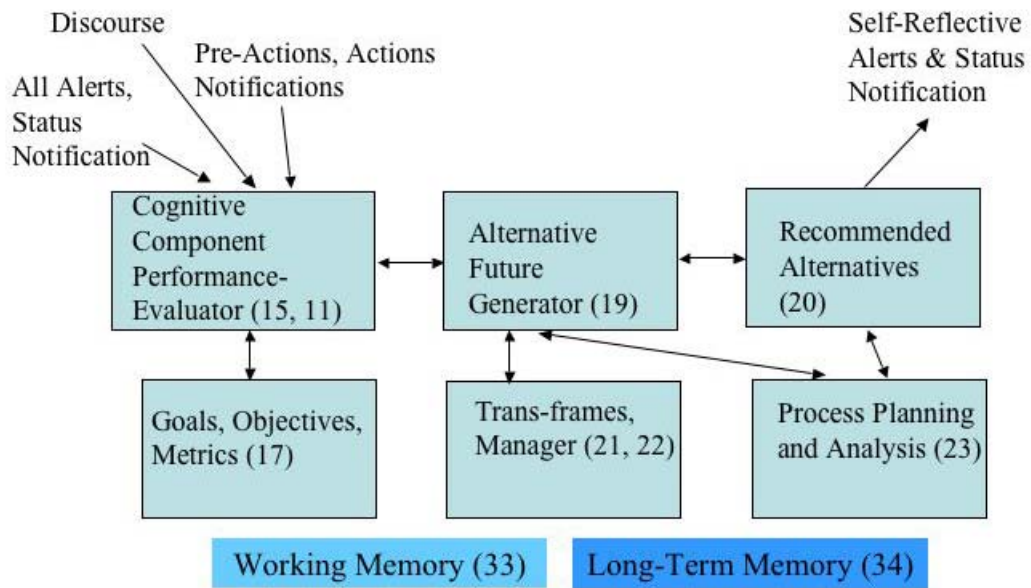 Discourse
Pre-Actions, Actions
Notifications
All Alerts,
Status
Notification
Self-Reflective
Alerts & Status
Notification
Cognitive
Component
Performance-
Evaluator (15, 11)
Alternative
Future
Generator (19)
Recommended
Alternatives
(20)
Goals, Objectives,
Metrics (17)
Trans-frames,
Manager (21, 22)
Process Planning
and Analysis (23)
Working Memory (33)
Long-Term Memory (34)